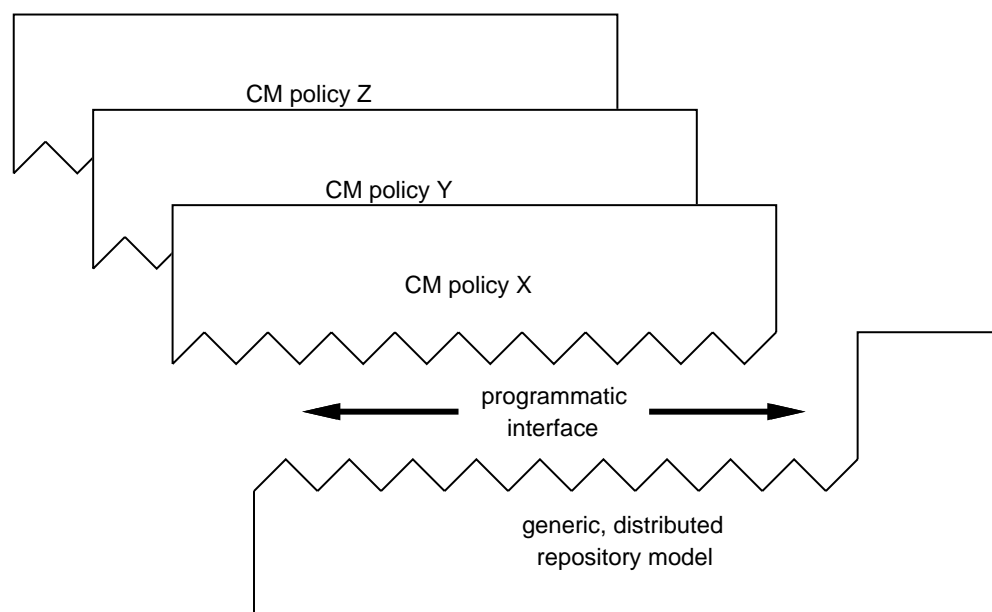 CM policy Z
CM policy Y
CM policy X
programmatic
interface
generic, distributed
repository model